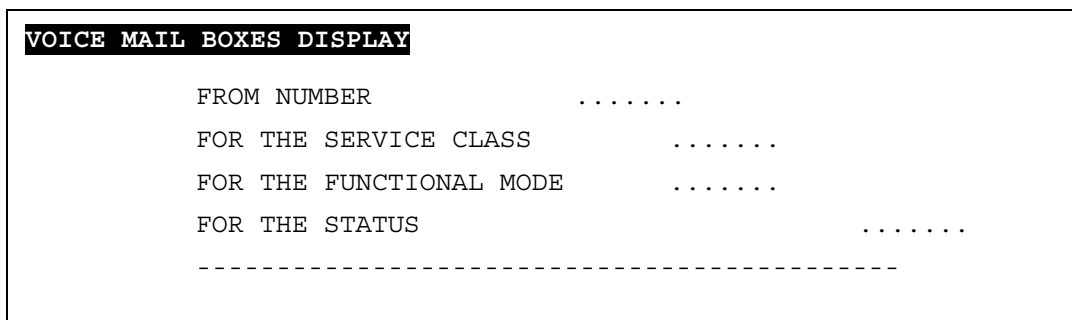 VOICE MAIL BOXES DISPLAY
FROM NUMBER .......
FOR THE SERVICE CLASS .......
FOR THE FUNCTIONAL MODE .......
FOR THE STATUS .......
--------------------------------------------